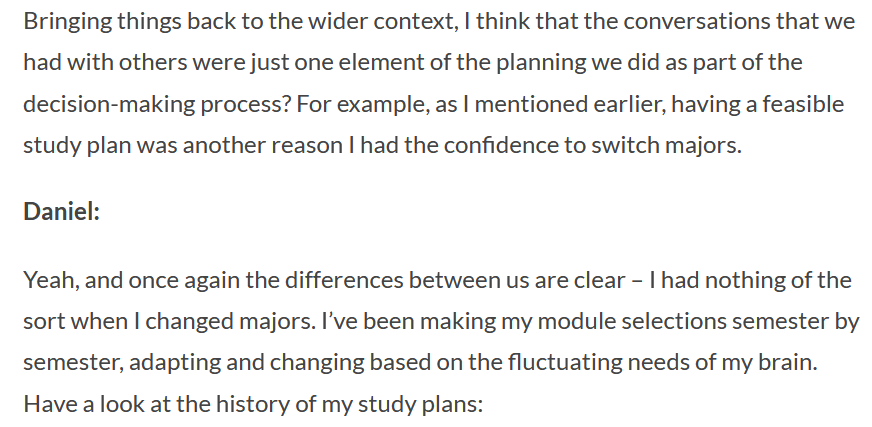 Bringing things back to the wider context, I think that the conversations that we
had with others were just one element of the planning we did as part of the
decision-making process? For example, as I mentioned earlier, having a feasible
study plan was another reason I had the confidence to switch majors.
Daniel:
Yeah, and once again the differences between us are clear – I had nothing of the
sort when I changed majors. I’ve been making my module selections semester by
semester, adapting and changing based on the fluctuating needs of my brain.
Have a look at the history of my study plans: